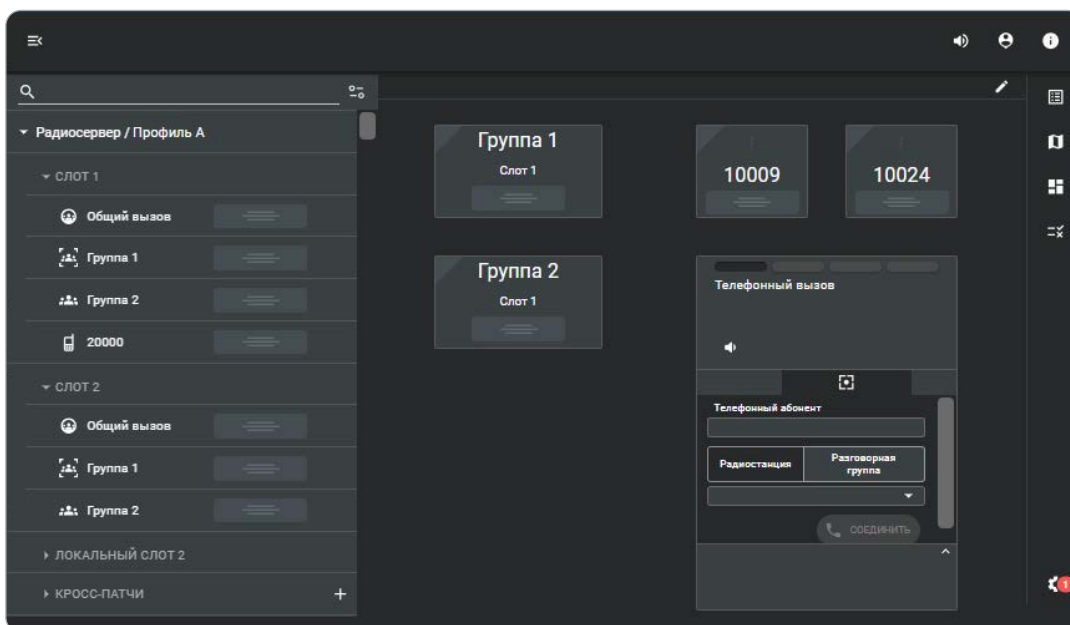 Радиосервер / Профиль А
СЛОТ 1
Общий вызов
Группа 1
Группа 2
20000
СЛОТ 2
Общий вызов
Группа 1
Группа 2
ЛОКАЛЬНЫЙ СЛОТ 2
КРОСС-ПАТЧИ
Группа 1
Слот 1
10009
10024
Группа 2
Слот 1
Телефонный вызов
Телефонный абонент
Радиостанция
Разговорная
группа
СОЕДИНИТЬ
1